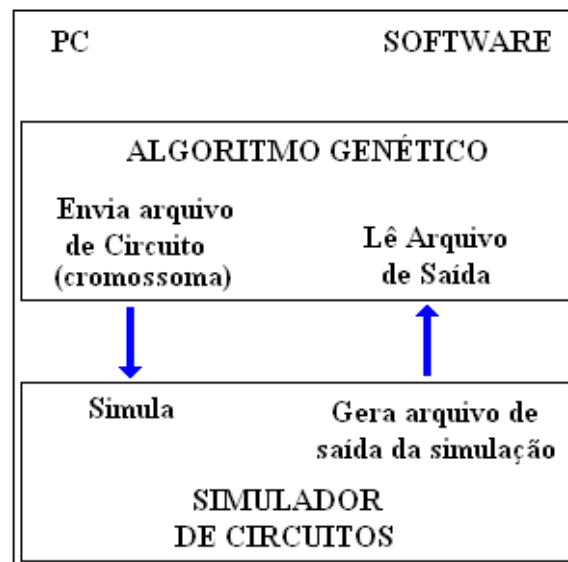 PC SOFTWARE
ALGORITMO GENÉTICO
Envia arquivo
de Circuito
(cromossoma)
Lê Arquivo
de Saída
Simula
Gera arquivo de
saída da simulação
SIMULADOR
DE CIRCUITOS